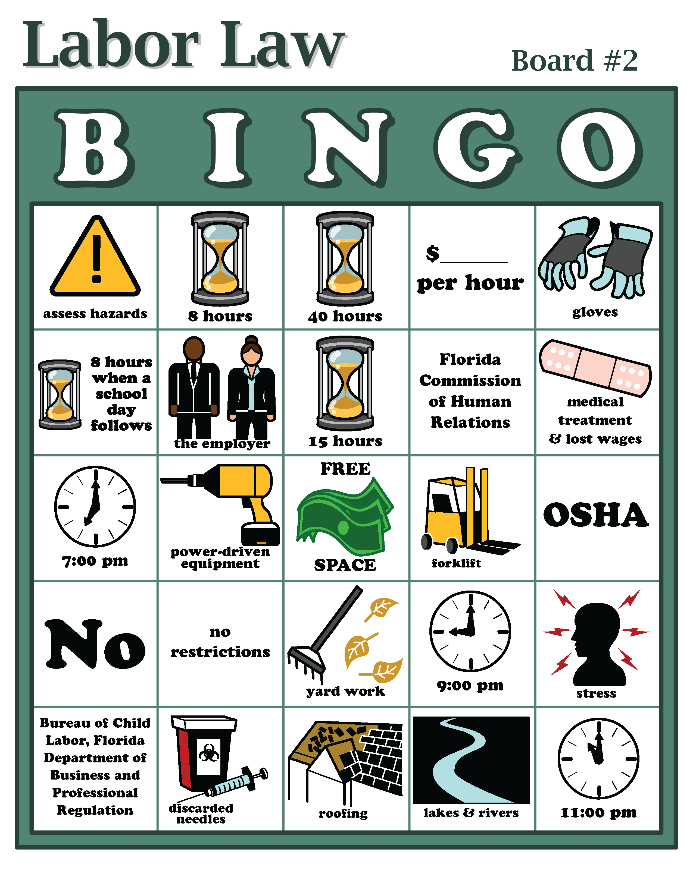 Labor Law
Board #2
B I N G O
!
assess hazards
8 hours
40 hours
$______
per hour
gloves
8 hours
when a
school
day
follows
the employer
15 hours
Florida
Commission
of Human
Relations
medical
treatment
& lost wages
7:00 pm
power-driven
equipment
FREE
SPACE
forklift
OSHA
No
no
restrictions
yard work
9:00 pm
stress
Bureau of Child
Labor, Florida
Department of
Business and
Professional
Regulation
discarded
needles
roofing
lakes & rivers
11:00 pm